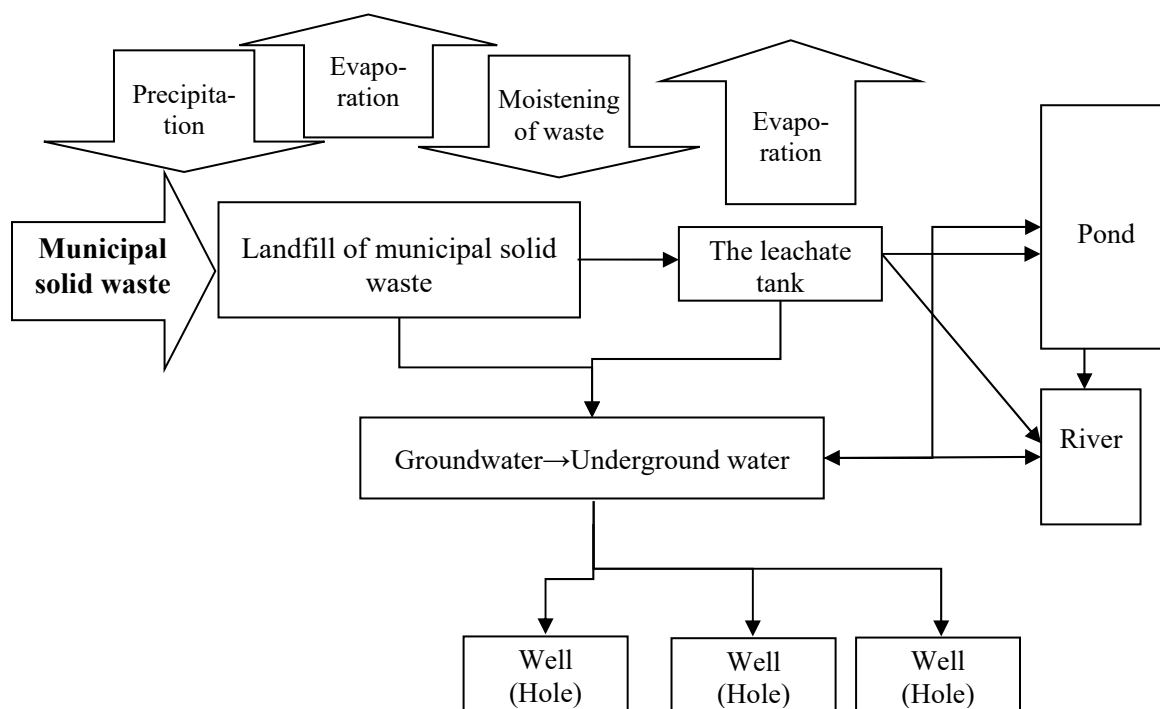 Precipita-
tion
Evapo-
ration
Moistening
of waste
Evapo-
ration
Municipal
solid waste
Landfill of municipal solid
waste
The leachate
tank
Pond
Groundwater→Underground water
River
Well
(Hole)
Well
(Hole)
Well
(Hole)